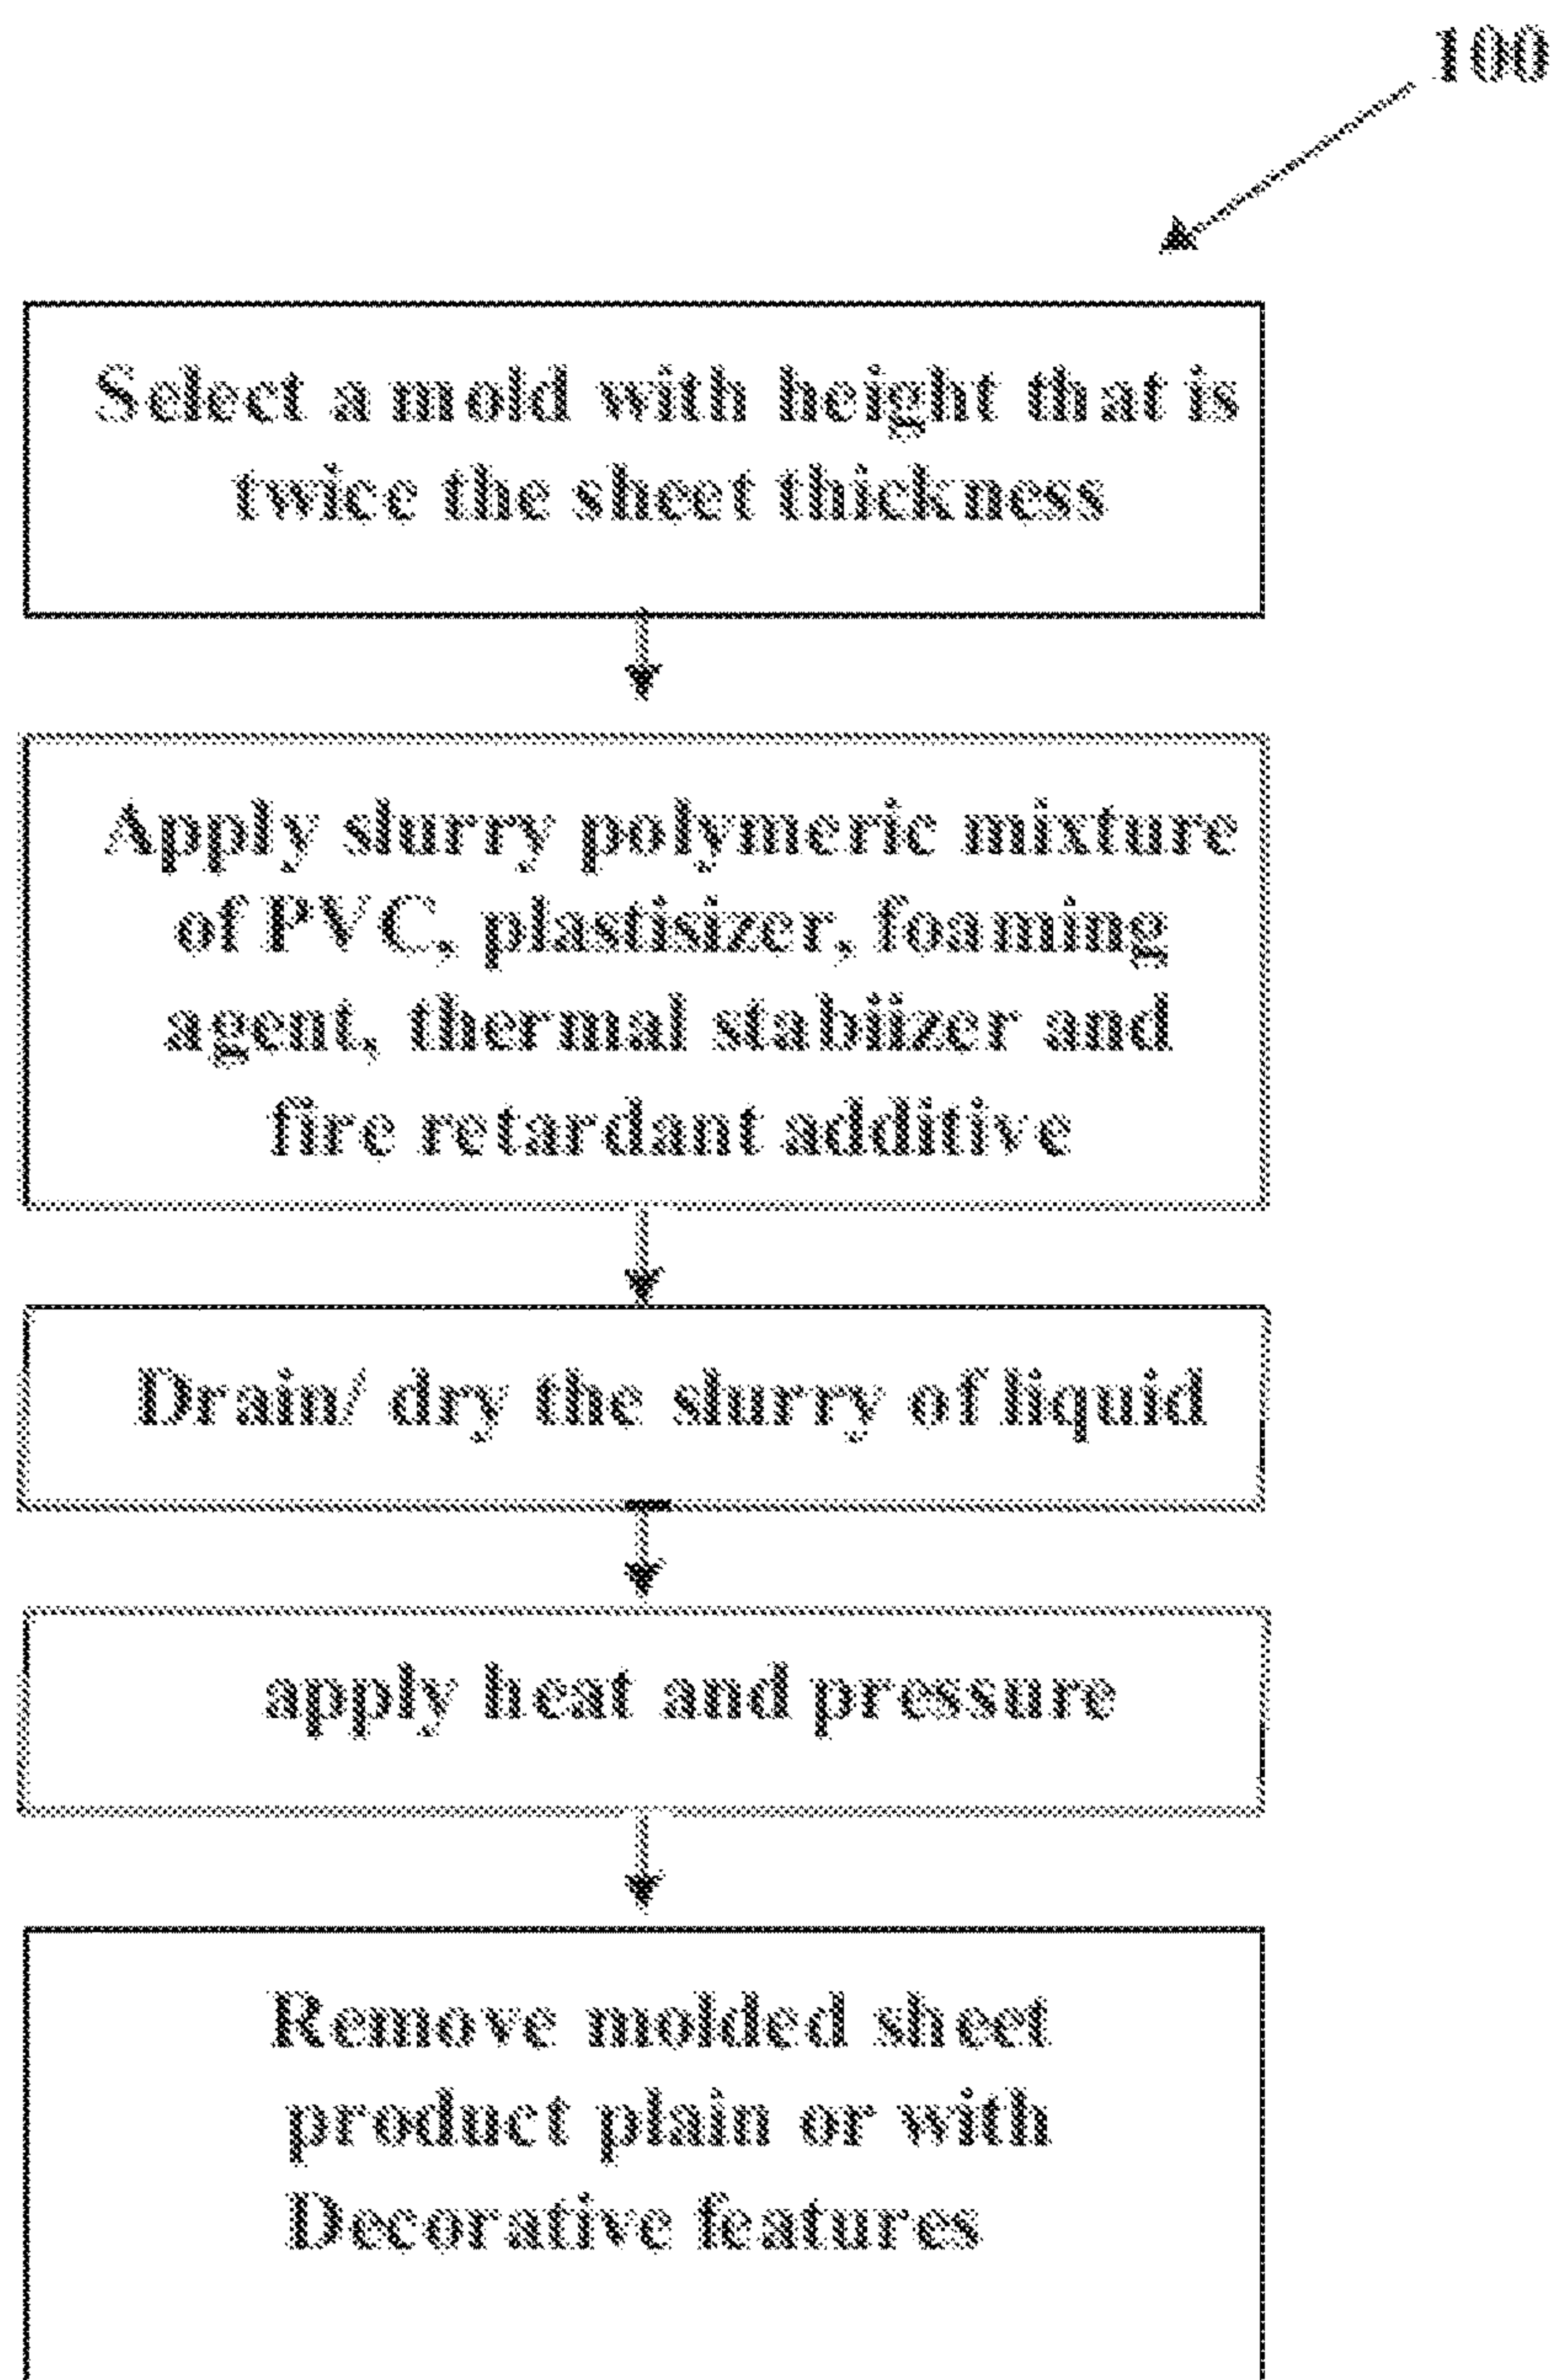 100
Select a mold with height that is
twice the sheet thickness
Apply slurry polymeric mixture
of PVC, plastisizer, foaming
agent, thermal stabiizer and
fire retardant additive
Drain/ dry the slurry of liquid
apply heat and pressure
Remove molded sheet
product plain or with
Decorative features